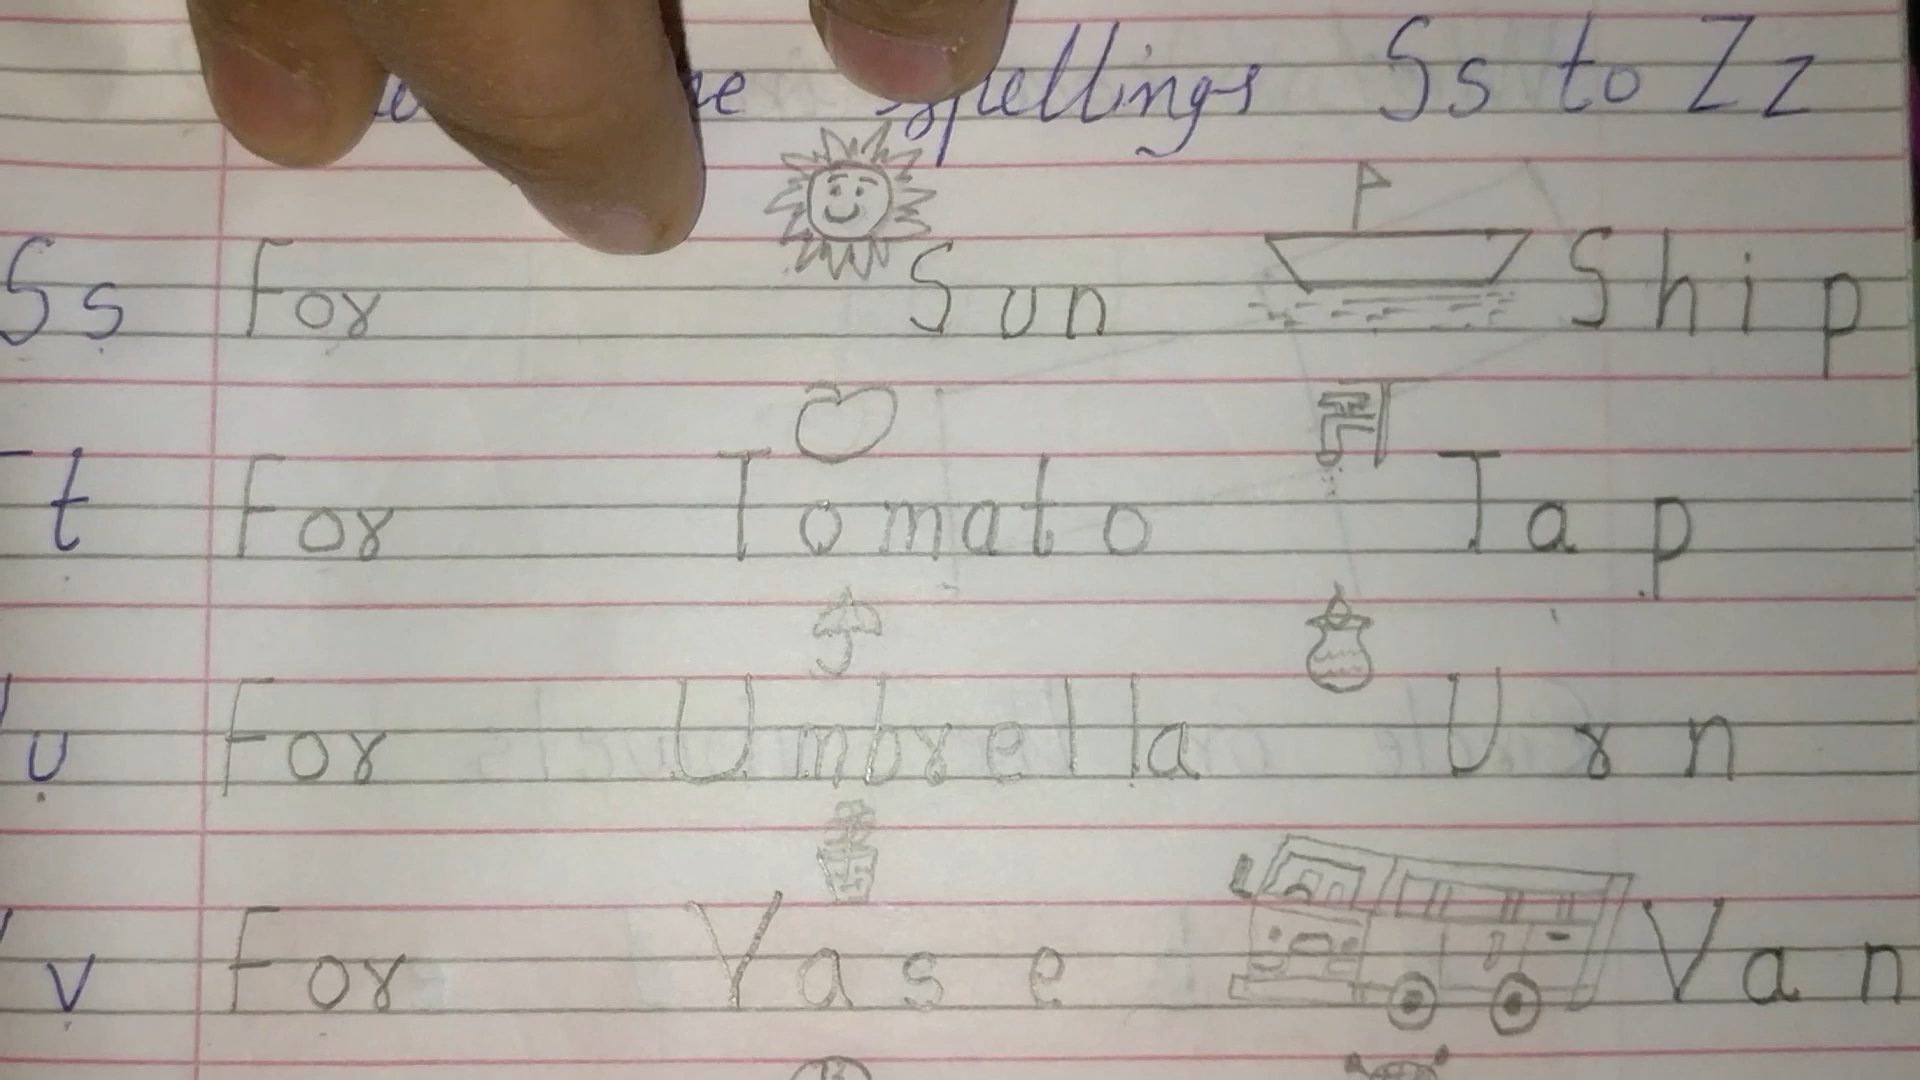 spellings Ss to Zz
Ss For Sun Ship
t For Tomato Tap
u For Umbrella Urn
v For Vase Van